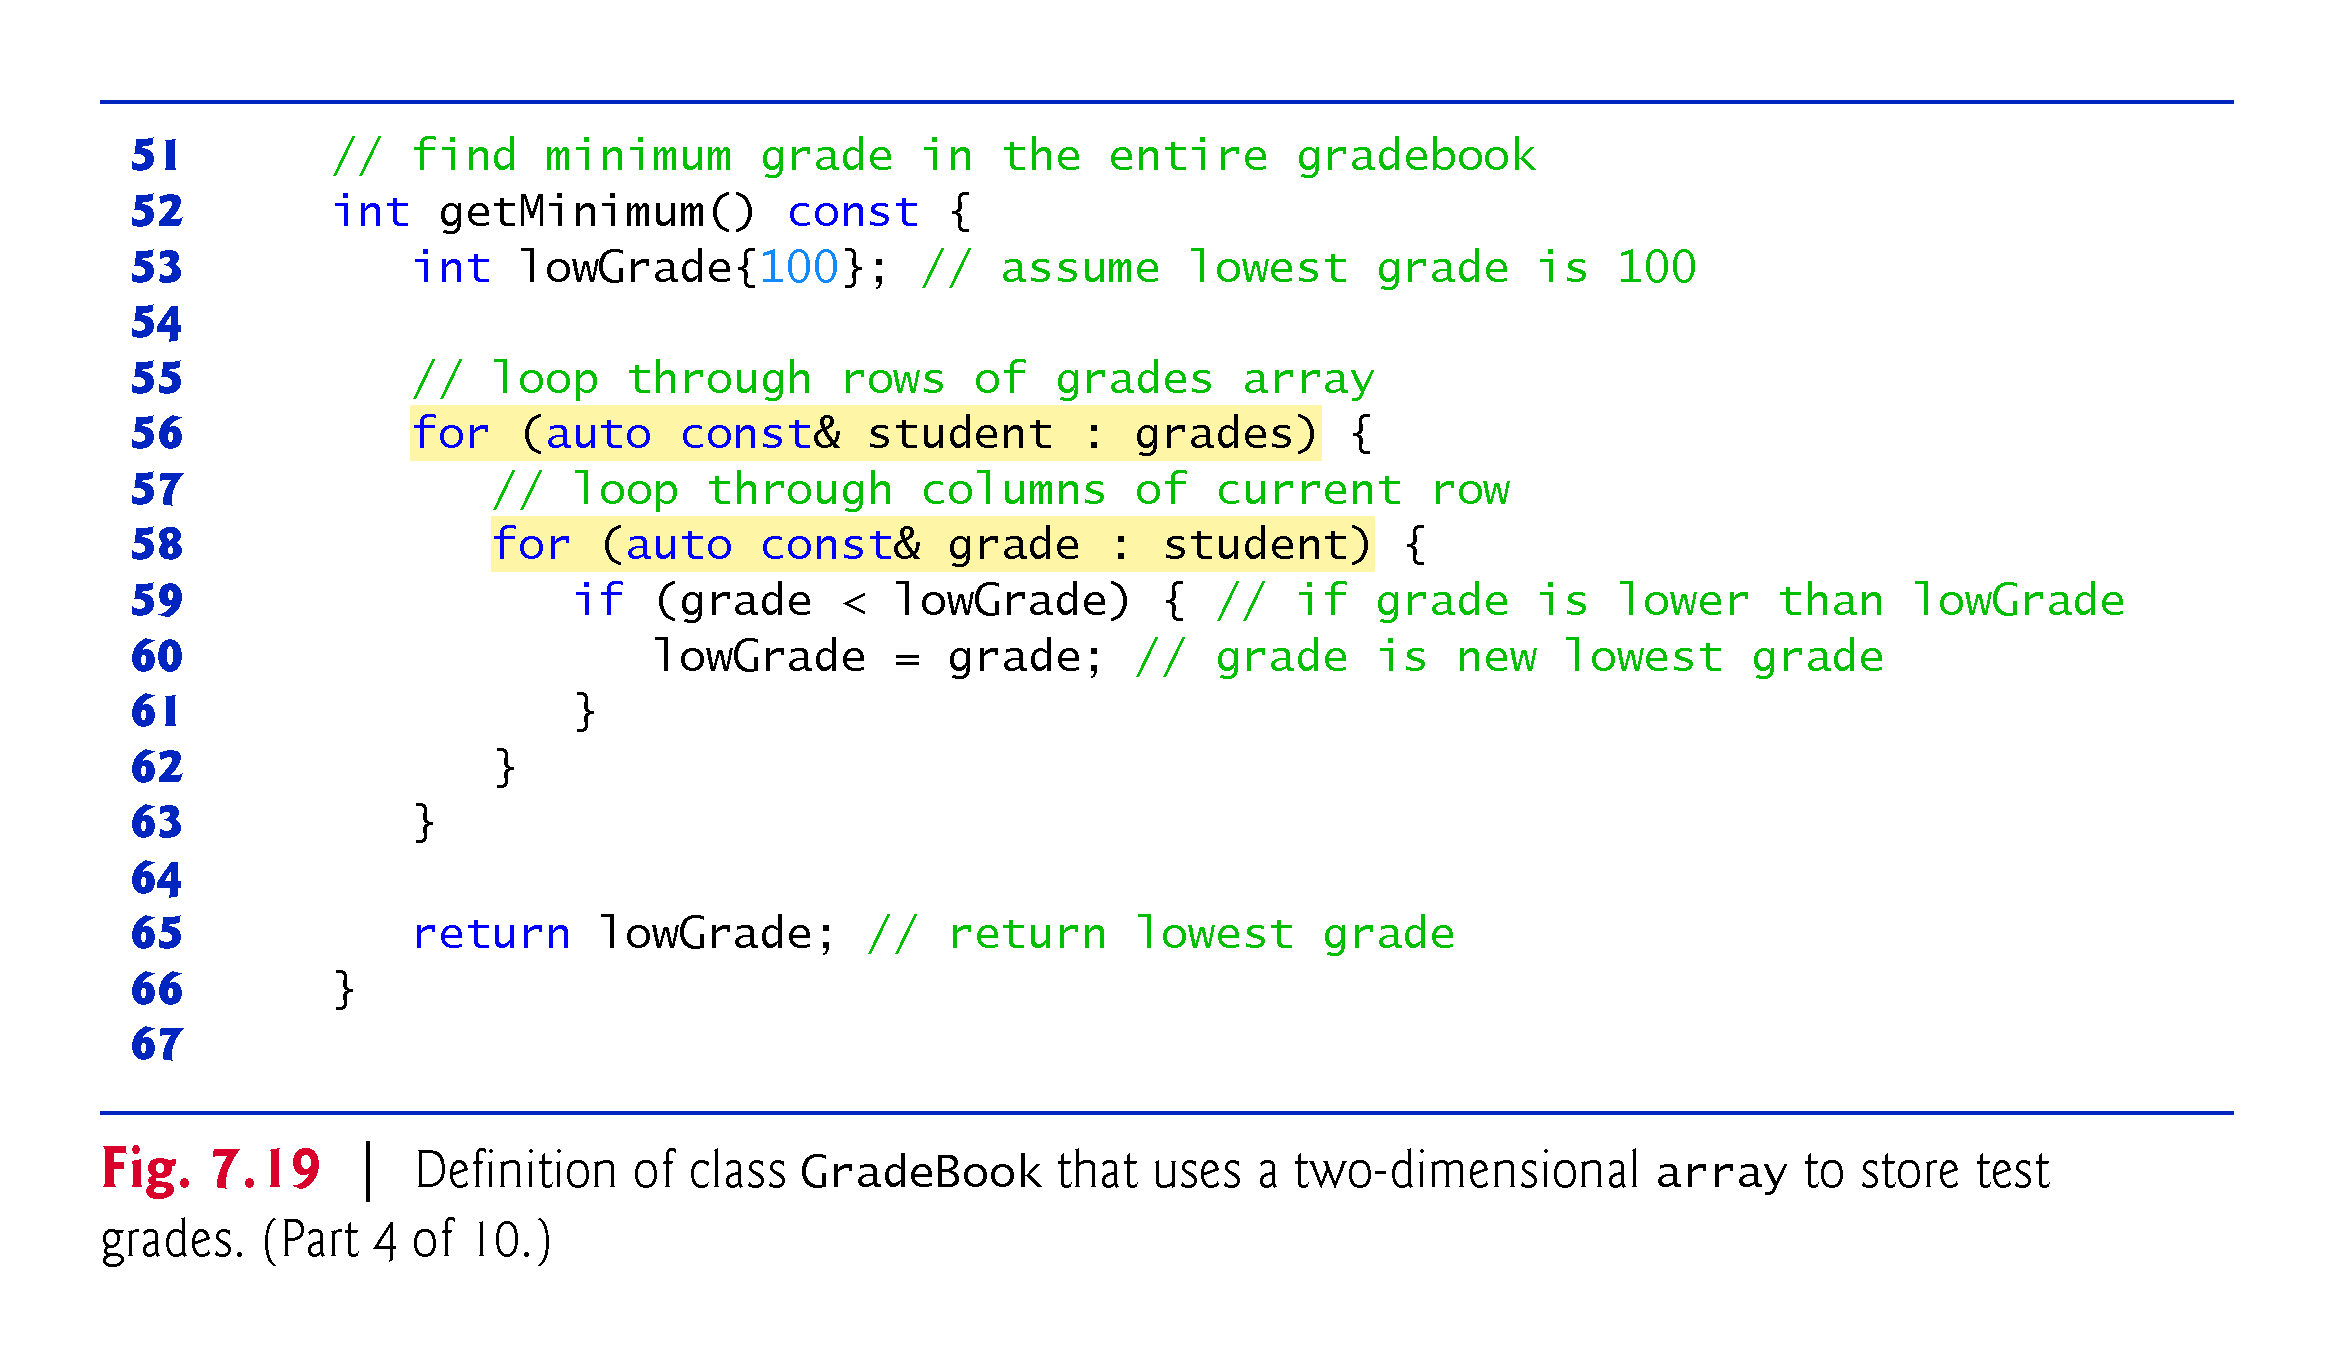 51 // find minimum grade in the entire gradebook
52 int getMinimum() const {
53 int lowGrade{100}; // assume lowest grade is 100
54
55 // loop through rows of grades array
56 for (auto const& student : grades) {
57 // loop through columns of current row
58 for (auto const& grade : student) {
59 if (grade < lowGrade) { // if grade is lower than lowGrade
60 lowGrade = grade; // grade is new lowest grade
61 }
62 }
63 }
64
65 return lowGrade; // return lowest grade
66 }
67
Fig. 7.19 | Definition of class GradeBook that uses a two-dimensional array to store test
grades. (Part 4 of 10.)